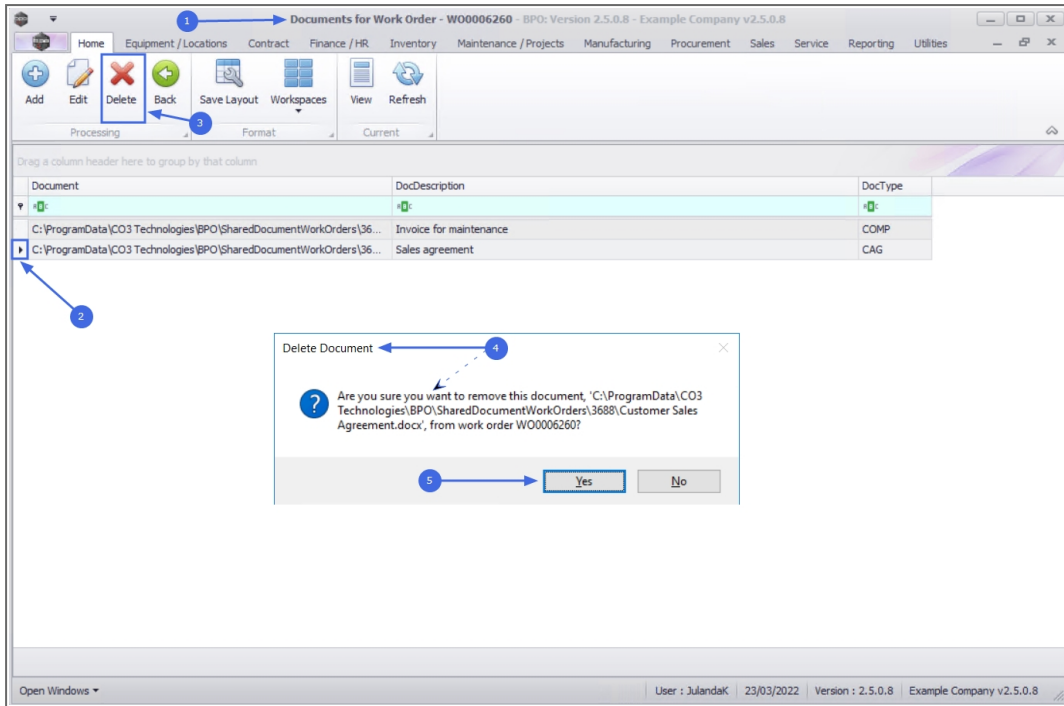 1
Documents for Work Order - WO0006260 - BPO: Version 2.5.0.8 - Example Company v2.5.0.8
Home Equipment / Locations Contract Finance / HR Inventory Maintenance / Projects Manufacturing Procurement Sales Service Reporting Utilities
Add Edit Delete Back Save Layout Workspaces View Refresh
3
Processing Format Current
Drag a column header here to group by that column
Document DocDescription DocType
C:\ProgramData\CO3 Technologies\BPO\SharedDocumentWorkOrders\36... Invoice for maintenance COMP
C:\ProgramData\CO3 Technologies\BPO\SharedDocumentWorkOrders\36... Sales agreement CAG
2
Delete Document 4
Are you sure you want to remove this document, 'C:\ProgramData\CO3
Technologies\BPO\SharedDocumentWorkOrders\3688\Customer Sales
Agreement.docx', from work order WO0006260?
5 Yes No
Open Windows User : JulandaK 23/03/2022 Version : 2.5.0.8 Example Company v2.5.0.8